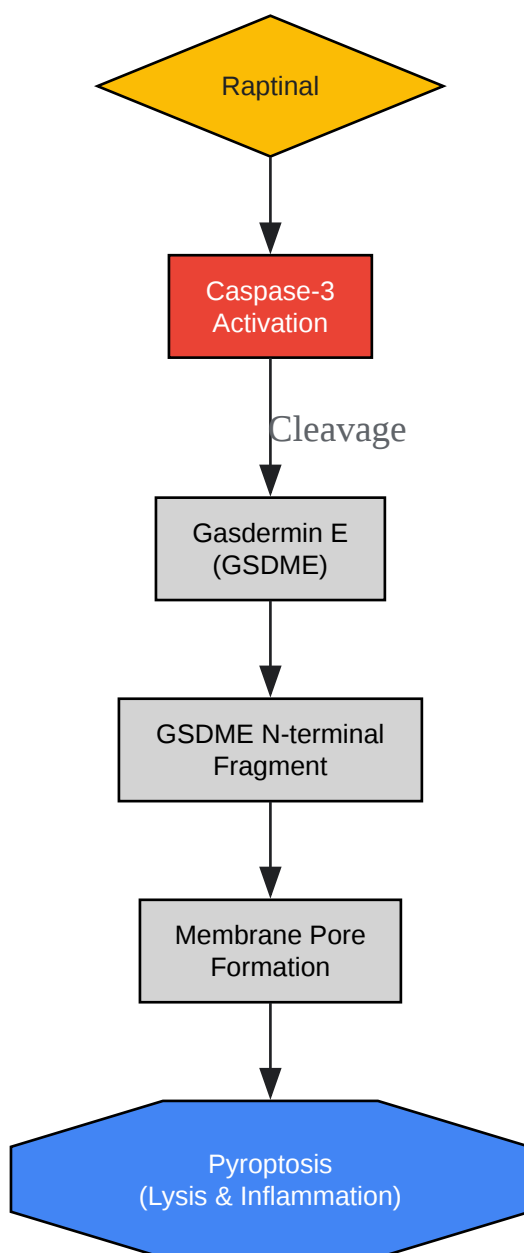 Raptinal
Caspase-3
Activation
Cleavage
Gasdermin E
(GSDME)
GSDME N-terminal
Fragment
Membrane Pore
Formation
Pyroptosis
(Lysis & Inflammation)